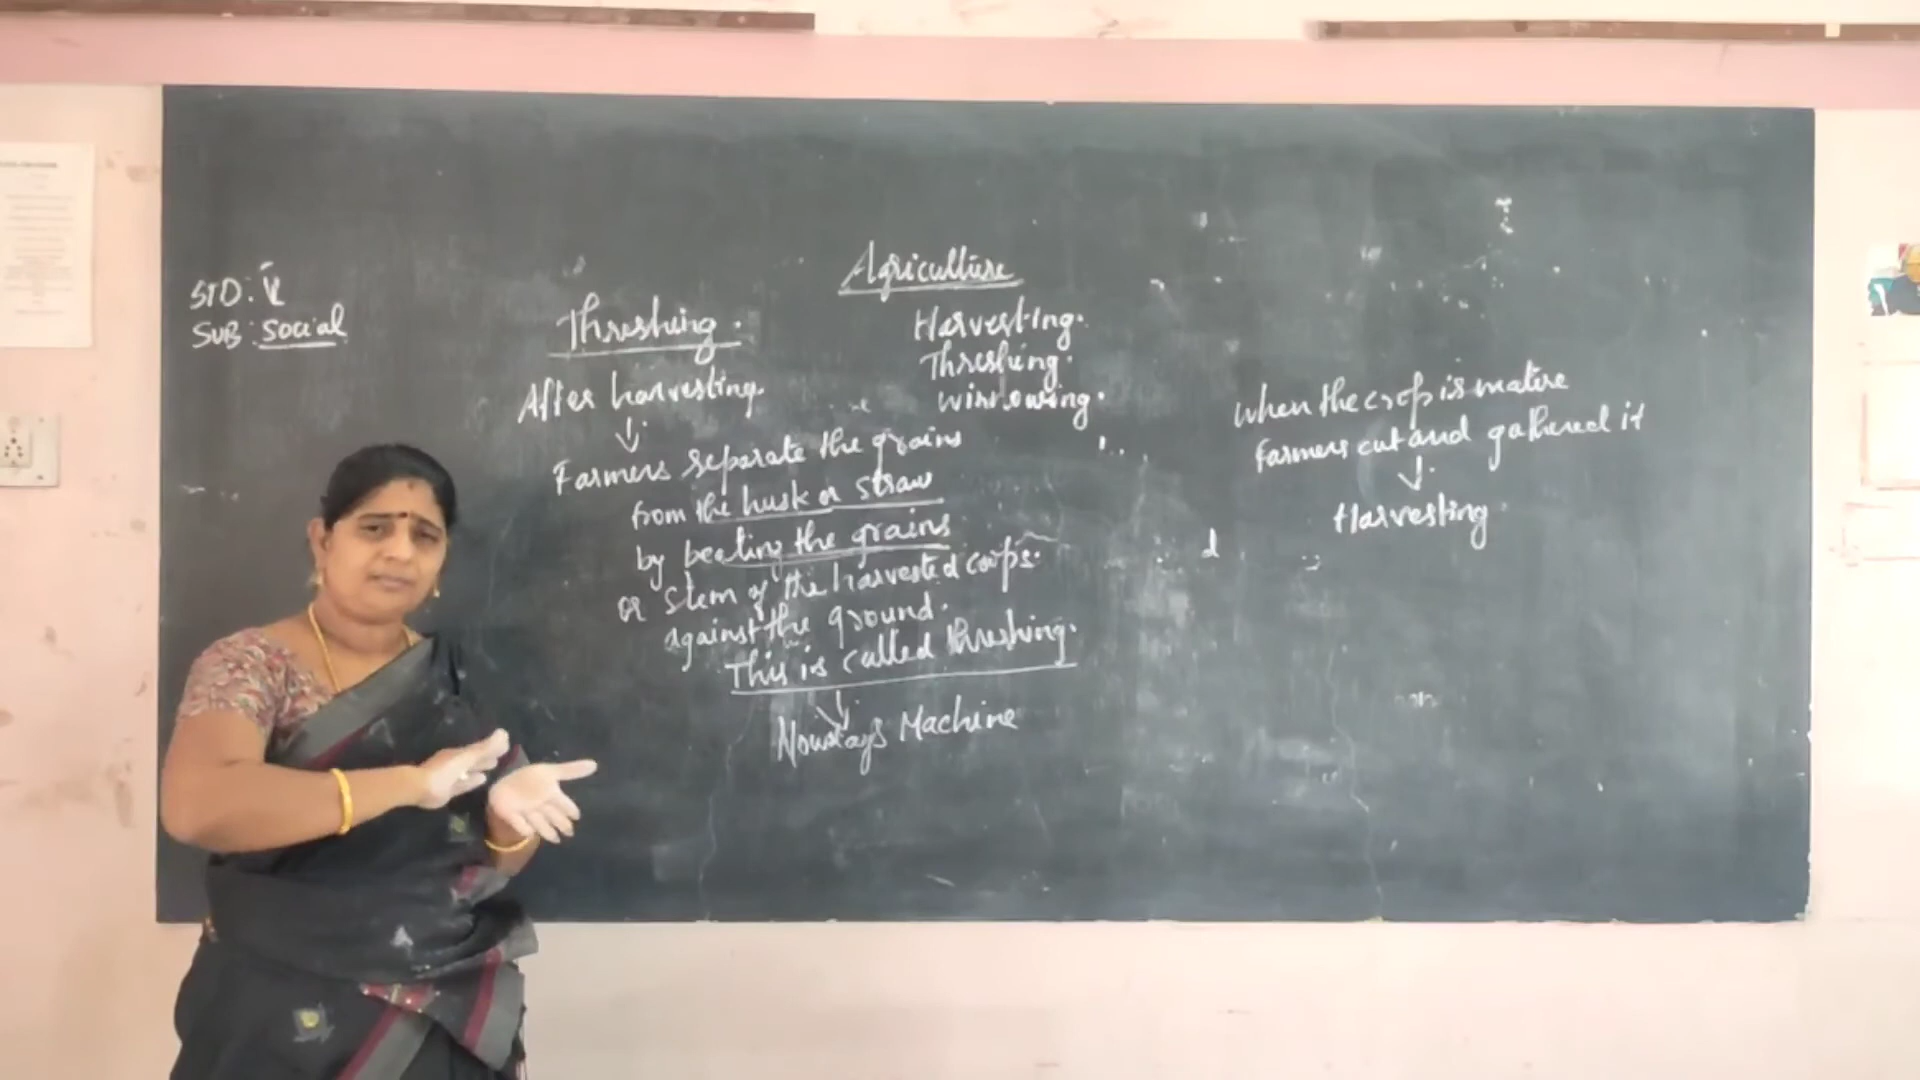 Agriculture
STD: V
SUB: Social
Threshing.
After harvesting.
↓
Farmers separate the grains
from the husk or straw
by beating the grains
or stem of the harvested corps.
against the ground.
This is called threshing.
↓
Nowdays Machine
Harvesting.
Threshing.
winnowing.
when the crop is mature
farmers cut and gathered it
↓
Harvesting